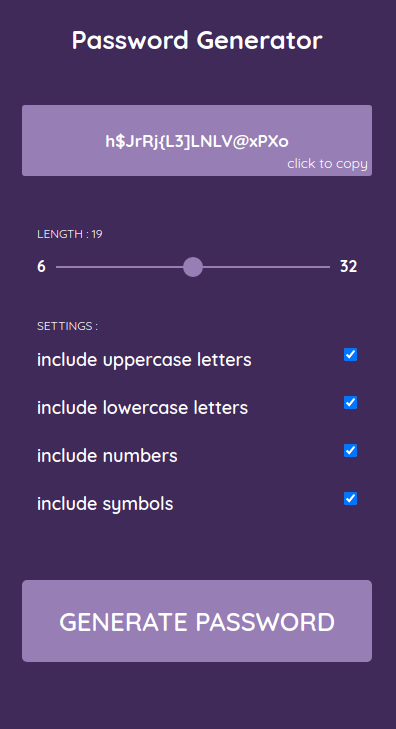 Password Generator
h$JrRj{L3]LNLV@xPXo
click to copy
LENGTH : 19
6 32
SETTINGS :
include uppercase letters
include lowercase letters
include numbers
include symbols
GENERATE PASSWORD